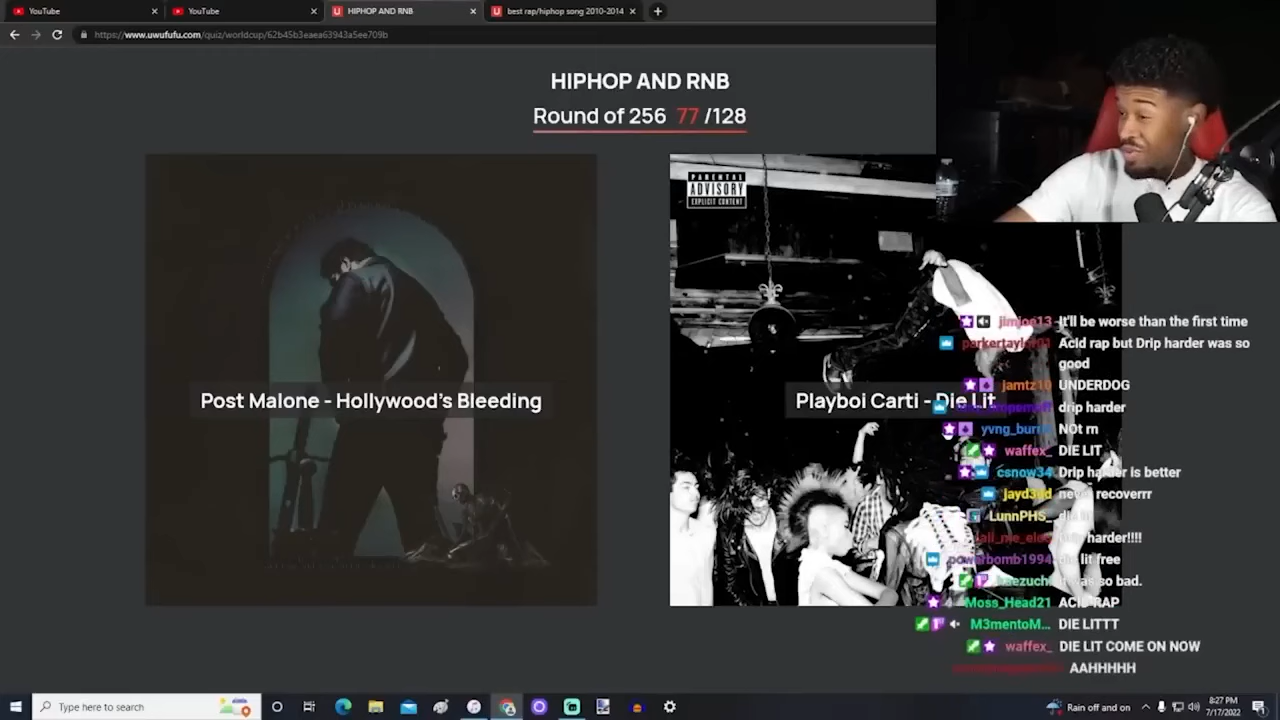 YouTube
YouTube
HIPHOP AND RNB
best rap/hiphop song 2010-2014
https://www.uwufufu.com/quiz/worldcup/62b45b3eaea63943a5ee709b
HIPHOP AND RNB
Round of 256 77 /128
PARENTAL
ADVISORY
EXPLICIT CONTENT
Post Malone - Hollywood's Bleeding
Playboi Carti - Die Lit
It'll be worse than the first time
Acid rap but Drip harder was so
good
jamtz10 UNDERDOG
drip harder
NOt rn
waffex_ DIE LIT
csnow34 Drip harder is better
never recoverrr
LunnPHS_
harder!!!!
powerbomb1994 die lit free
was so bad.
Moss_Head21 ACID RAP
M3mentoM... DIE LITTT
waffex_ DIE LIT COME ON NOW
AAHHHHH
Type here to search
Rain off and on
8:27 PM
7/17/2022